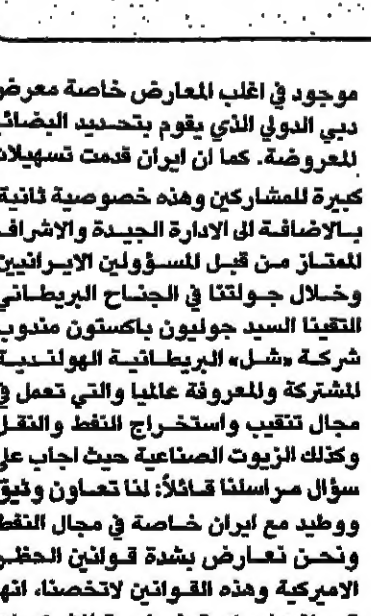 موجود في اغلب المعارض خاصة معرض
دبي الدولي الذي يقوم بتحديد البضائع
المعروضة. كما ان ايران قدمت تسهيلات
كبيرة للمشاركين وهذه خصوصية ثانية
بالاضافة الى الادارة الجيدة والاشراف
الممتاز من قبل المسؤولين الايرانيين
وخلال جولتنا في الجناح البريطاني
التقينا السيد جوليون باكستون مندوب
شركة «شل» البريطانية الهولندية
المشتركة والمعروفة عالميا والتي تعمل في
مجال تنقيب واستخراج النفط والنقل
وكذلك الزيوت الصناعية حيث اجاب على
سؤال مراسلنا قائلاً: لنا تعاون وثيق
ووطيد مع ايران خاصة في مجال النفط
ونحن نعارض بشدة قوانين الحظر
الاميركية وهذه القوانين لاتخصنا، انها